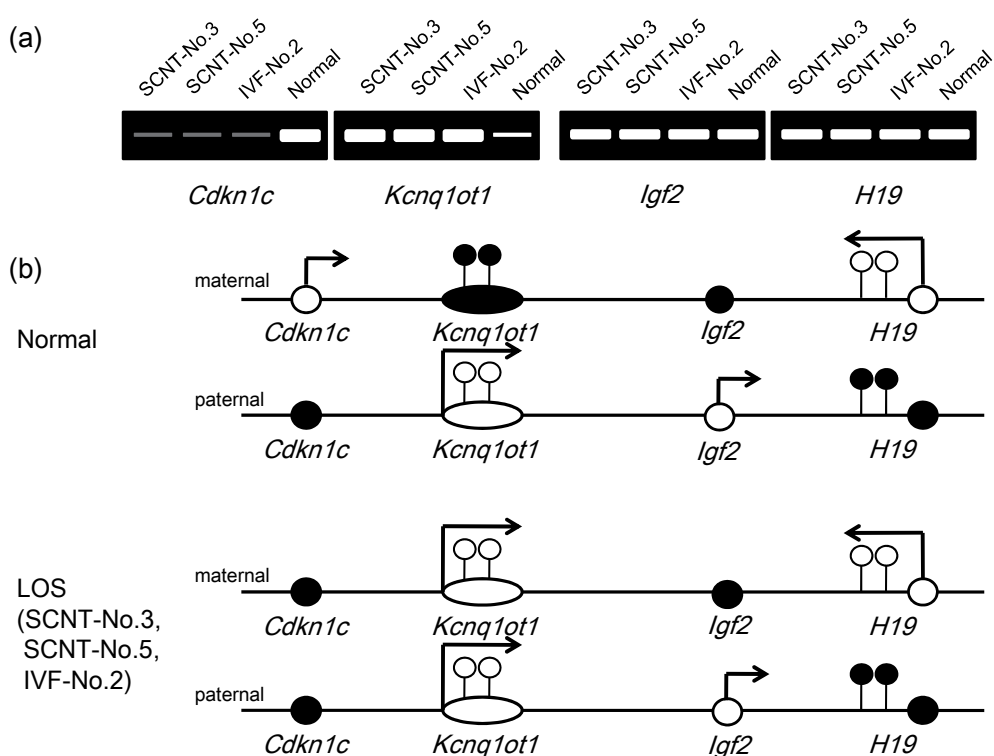 (a)
SCNT-No.3 SCNT-No.5 IVF-No.2 Normal SCNT-No.3 SCNT-No.5 IVF-No.2 Normal SCNT-No.3 SCNT-No.5 IVF-No.2 Normal SCNT-No.3 SCNT-No.5 IVF-No.2 Normal
Cdkn1c Kcnq1ot1 Igf2 H19
(b)
Normal
maternal
Cdkn1c Kcnq1ot1 Igf2 H19
paternal
Cdkn1c Kcnq1ot1 Igf2 H19
LOS
(SCNT-No.3,
SCNT-No.5,
IVF-No.2)
maternal
Cdkn1c Kcnq1ot1 Igf2 H19
paternal
Cdkn1c Kcnq1ot1 Igf2 H19